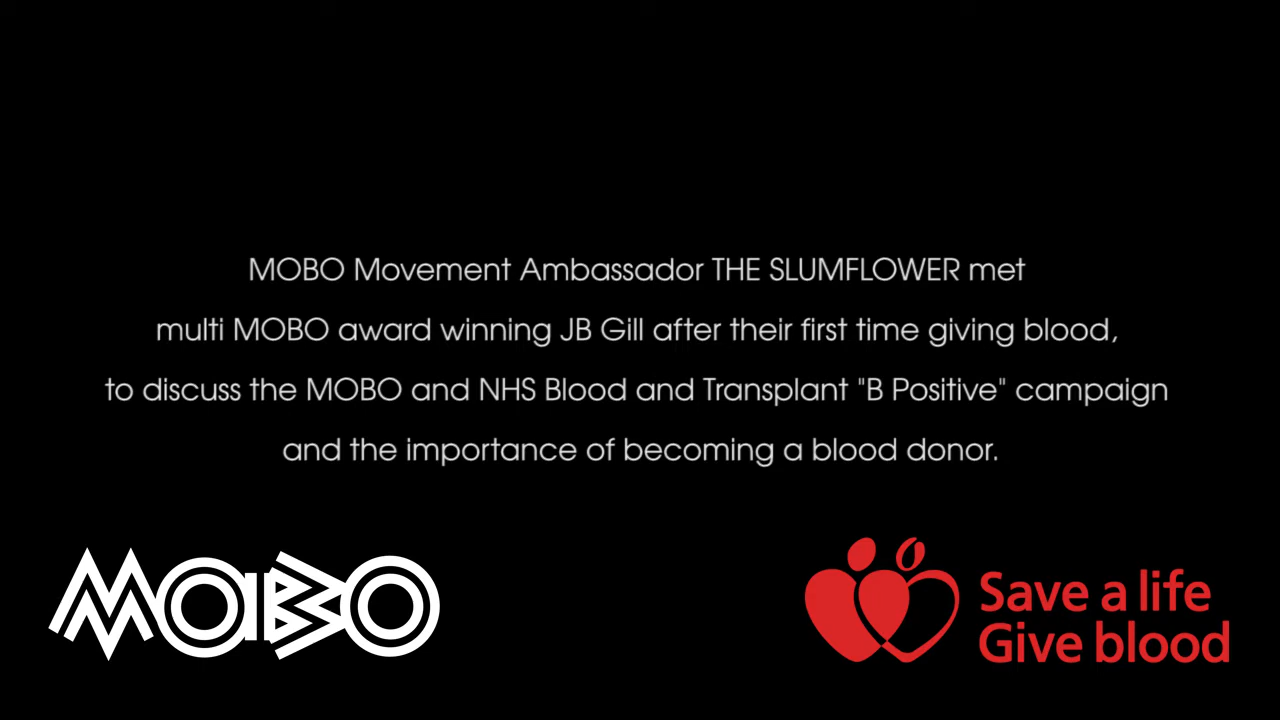 MOBO Movement Ambassador THE SLUMFLOWER met
multi MOBO award winning JB Gill after their first time giving blood,
to discuss the MOBO and NHS Blood and Transplant "B Positive" campaign
and the importance of becoming a blood donor.
MOBO
Save a life
Give blood